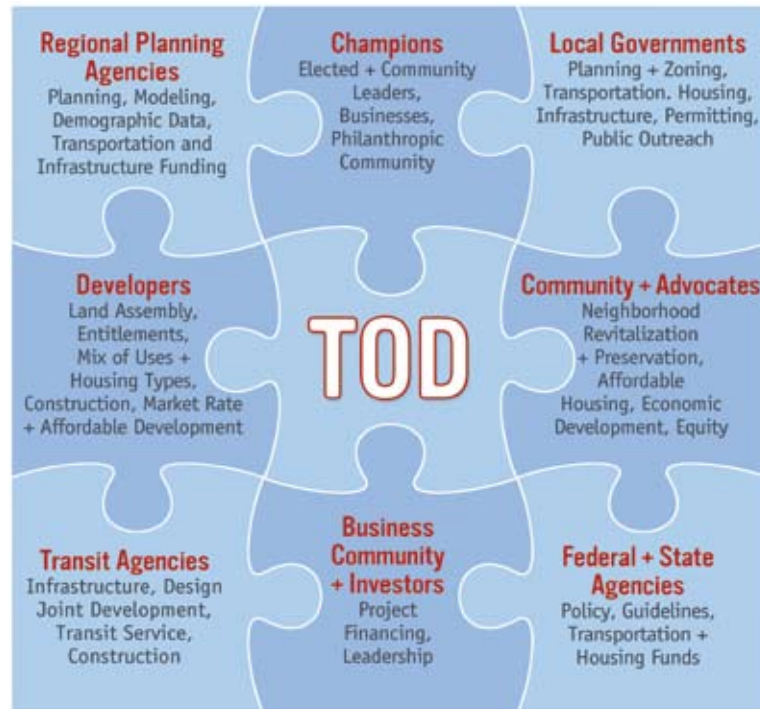 Regional Planning
Agencies
Planning, Modeling,
Demographic Data,
Transportation and
Infrastructure Funding
Champions
Elected + Community
Leaders,
Businesses,
Philanthropic
Community
Local Governments
Planning + Zoning,
Transportation. Housing,
Infrastructure, Permitting,
Public Outreach
Developers
Land Assembly,
Entitlements,
Mix of Uses +
Housing Types,
Construction, Market Rate
+ Affordable Development
TOD
Community + Advocates
Neighborhood
Revitalization
+ Preservation,
Affordable
Housing, Economic
Development, Equity
Transit Agencies
Infrastructure, Design
Joint Development,
Transit Service,
Construction
Business
Community
+ Investors
Project
Financing,
Leadership
Federal + State
Agencies
Policy, Guidelines,
Transportation +
Housing Funds